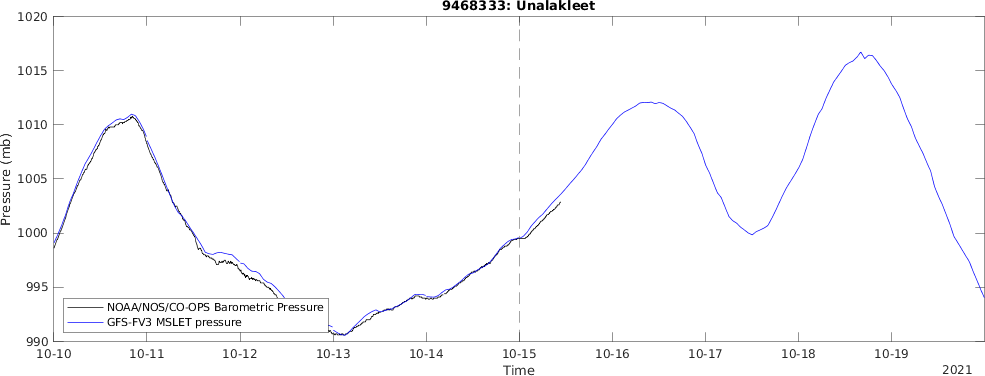 9468333: Unalakleet
1020
1015
1010
1005
1000
995
990
Pressure (mb)
NOAA/NOS/CO-OPS Barometric Pressure
GFS-FV3 MSLET pressure
10-10 10-11 10-12 10-13 10-14 10-15 10-16 10-17 10-18 10-19
Time
2021